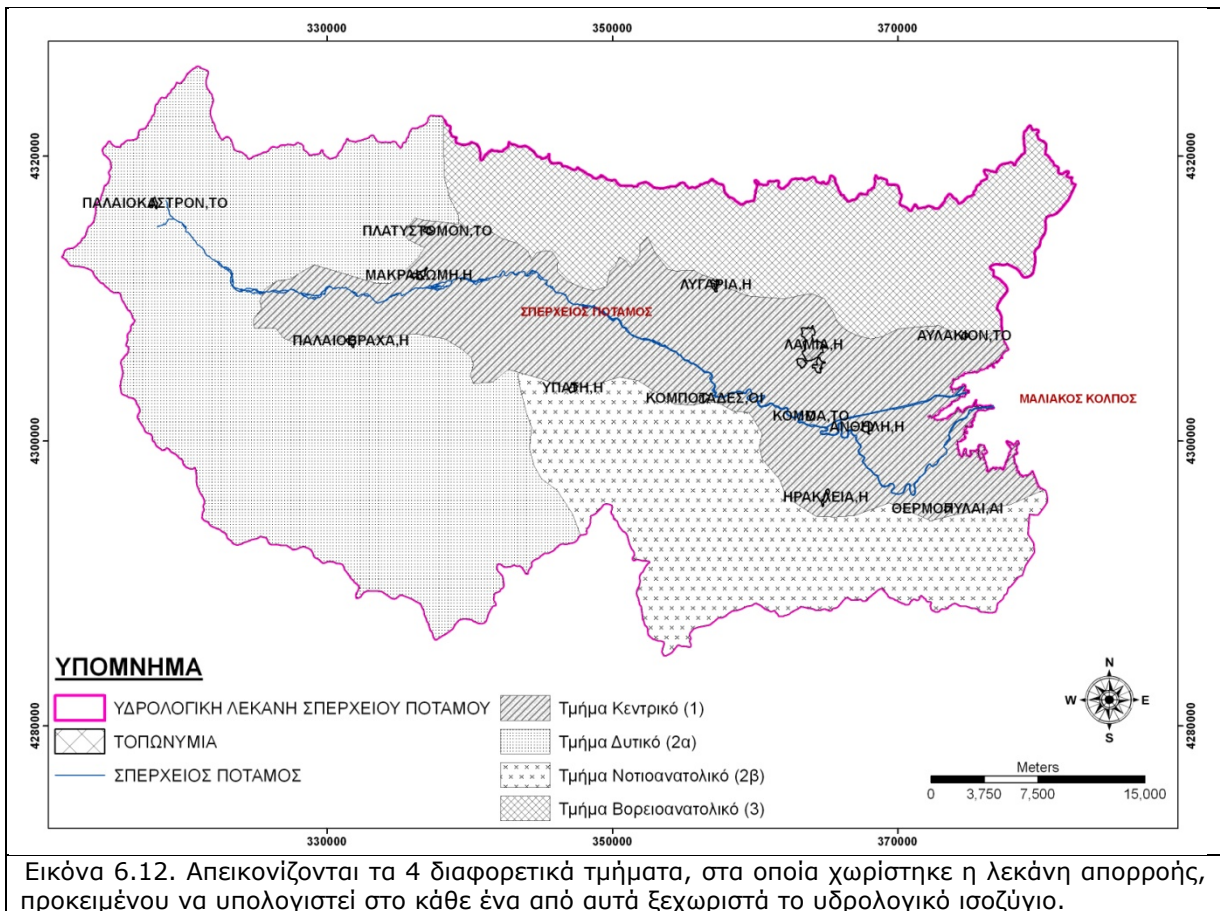 330000 350000 370000
4320000 4320000
ΠΑΛΑΙΟΚΑΣΤΡΟΝ,ΤΟ
ΠΛΑΤΥΣΤΟΜΟΝ,ΤΟ
ΜΑΚΡΑΚΩΜΗ,Η
ΛΥΓΑΡΙΑ,Η
ΣΠΕΡΧΕΙΟΣ ΠΟΤΑΜΟΣ
ΠΑΛΑΙΟΒΡΑΧΑ,Η
ΛΑΜΙΑ,Η
ΑΥΛΑΚΙΟΝ,ΤΟ
ΥΠΑΤΗ,Η
ΚΟΜΠΟΤΑΔΕΣ,ΟΙ
ΜΑΛΙΑΚΟΣ ΚΟΛΠΟΣ
ΚΟΜΜΑ,ΤΟ
ΑΝΘΗΛΗ,Η
4300000 4300000
ΗΡΑΚΛΕΙΑ,Η
ΘΕΡΜΟΠΥΛΑΙ,ΑΙ
ΥΠΟΜΝΗΜΑ
ΥΔΡΟΛΟΓΙΚΗ ΛΕΚΑΝΗ ΣΠΕΡΧΕΙΟΥ ΠΟΤΑΜΟΥ
ΤΟΠΩΝΥΜΙΑ
ΣΠΕΡΧΕΙΟΣ ΠΟΤΑΜΟΣ
Τμήμα Κεντρικό (1)
Τμήμα Δυτικό (2α)
Τμήμα Νοτιοανατολικό (2β)
Τμήμα Βορειοανατολικό (3)
N
W E
S
4280000 4280000
Meters
0 3,750 7,500 15,000
330000 350000 370000
Εικόνα 6.12. Απεικονίζονται τα 4 διαφορετικά τμήματα, στα οποία χωρίστηκε η λεκάνη απορροής,
προκειμένου να υπολογιστεί στο κάθε ένα από αυτά ξεχωριστά το υδρολογικό ισοζύγιο.